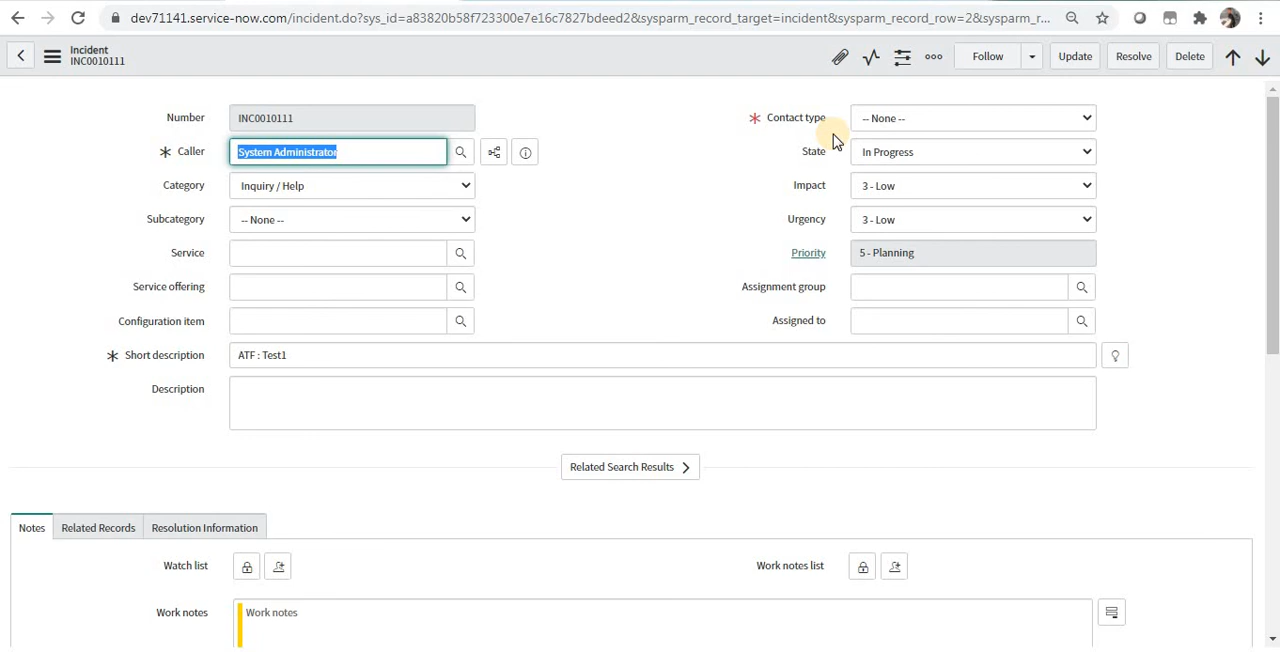 dev71141.service-now.com/incident.do?sys_id=a83820b58f723300e7e16c7827bdeed2&sysparm_record_target=incident&sysparm_record_row=2&sysparm_r...
Incident
INC0010111
Follow
Update
Resolve
Delete
Number
INC0010111
* Contact type
-- None --
* Caller
System Administrator
State
In Progress
Category
Inquiry / Help
Impact
3 - Low
Subcategory
-- None --
Urgency
3 - Low
Service
Priority
5 - Planning
Service offering
Assignment group
Configuration item
Assigned to
* Short description
ATF : Test1
Description
Related Search Results
Notes
Related Records
Resolution Information
Watch list
Work notes list
Work notes
Work notes